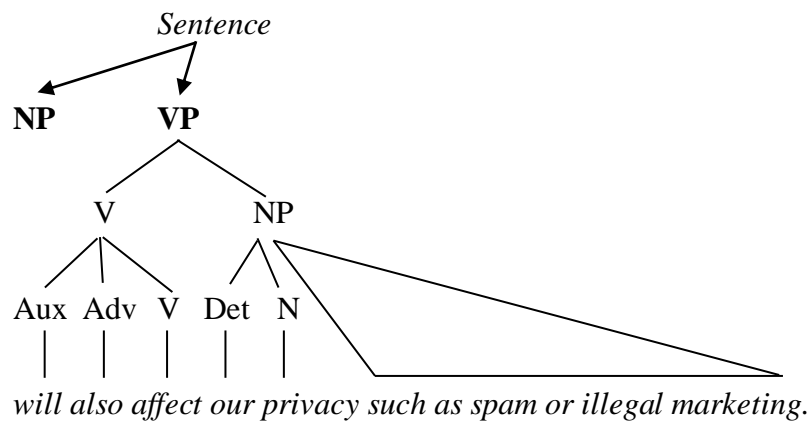 Sentence
NP VP
V NP
Aux Adv V Det N
will also affect our privacy such as spam or illegal marketing.